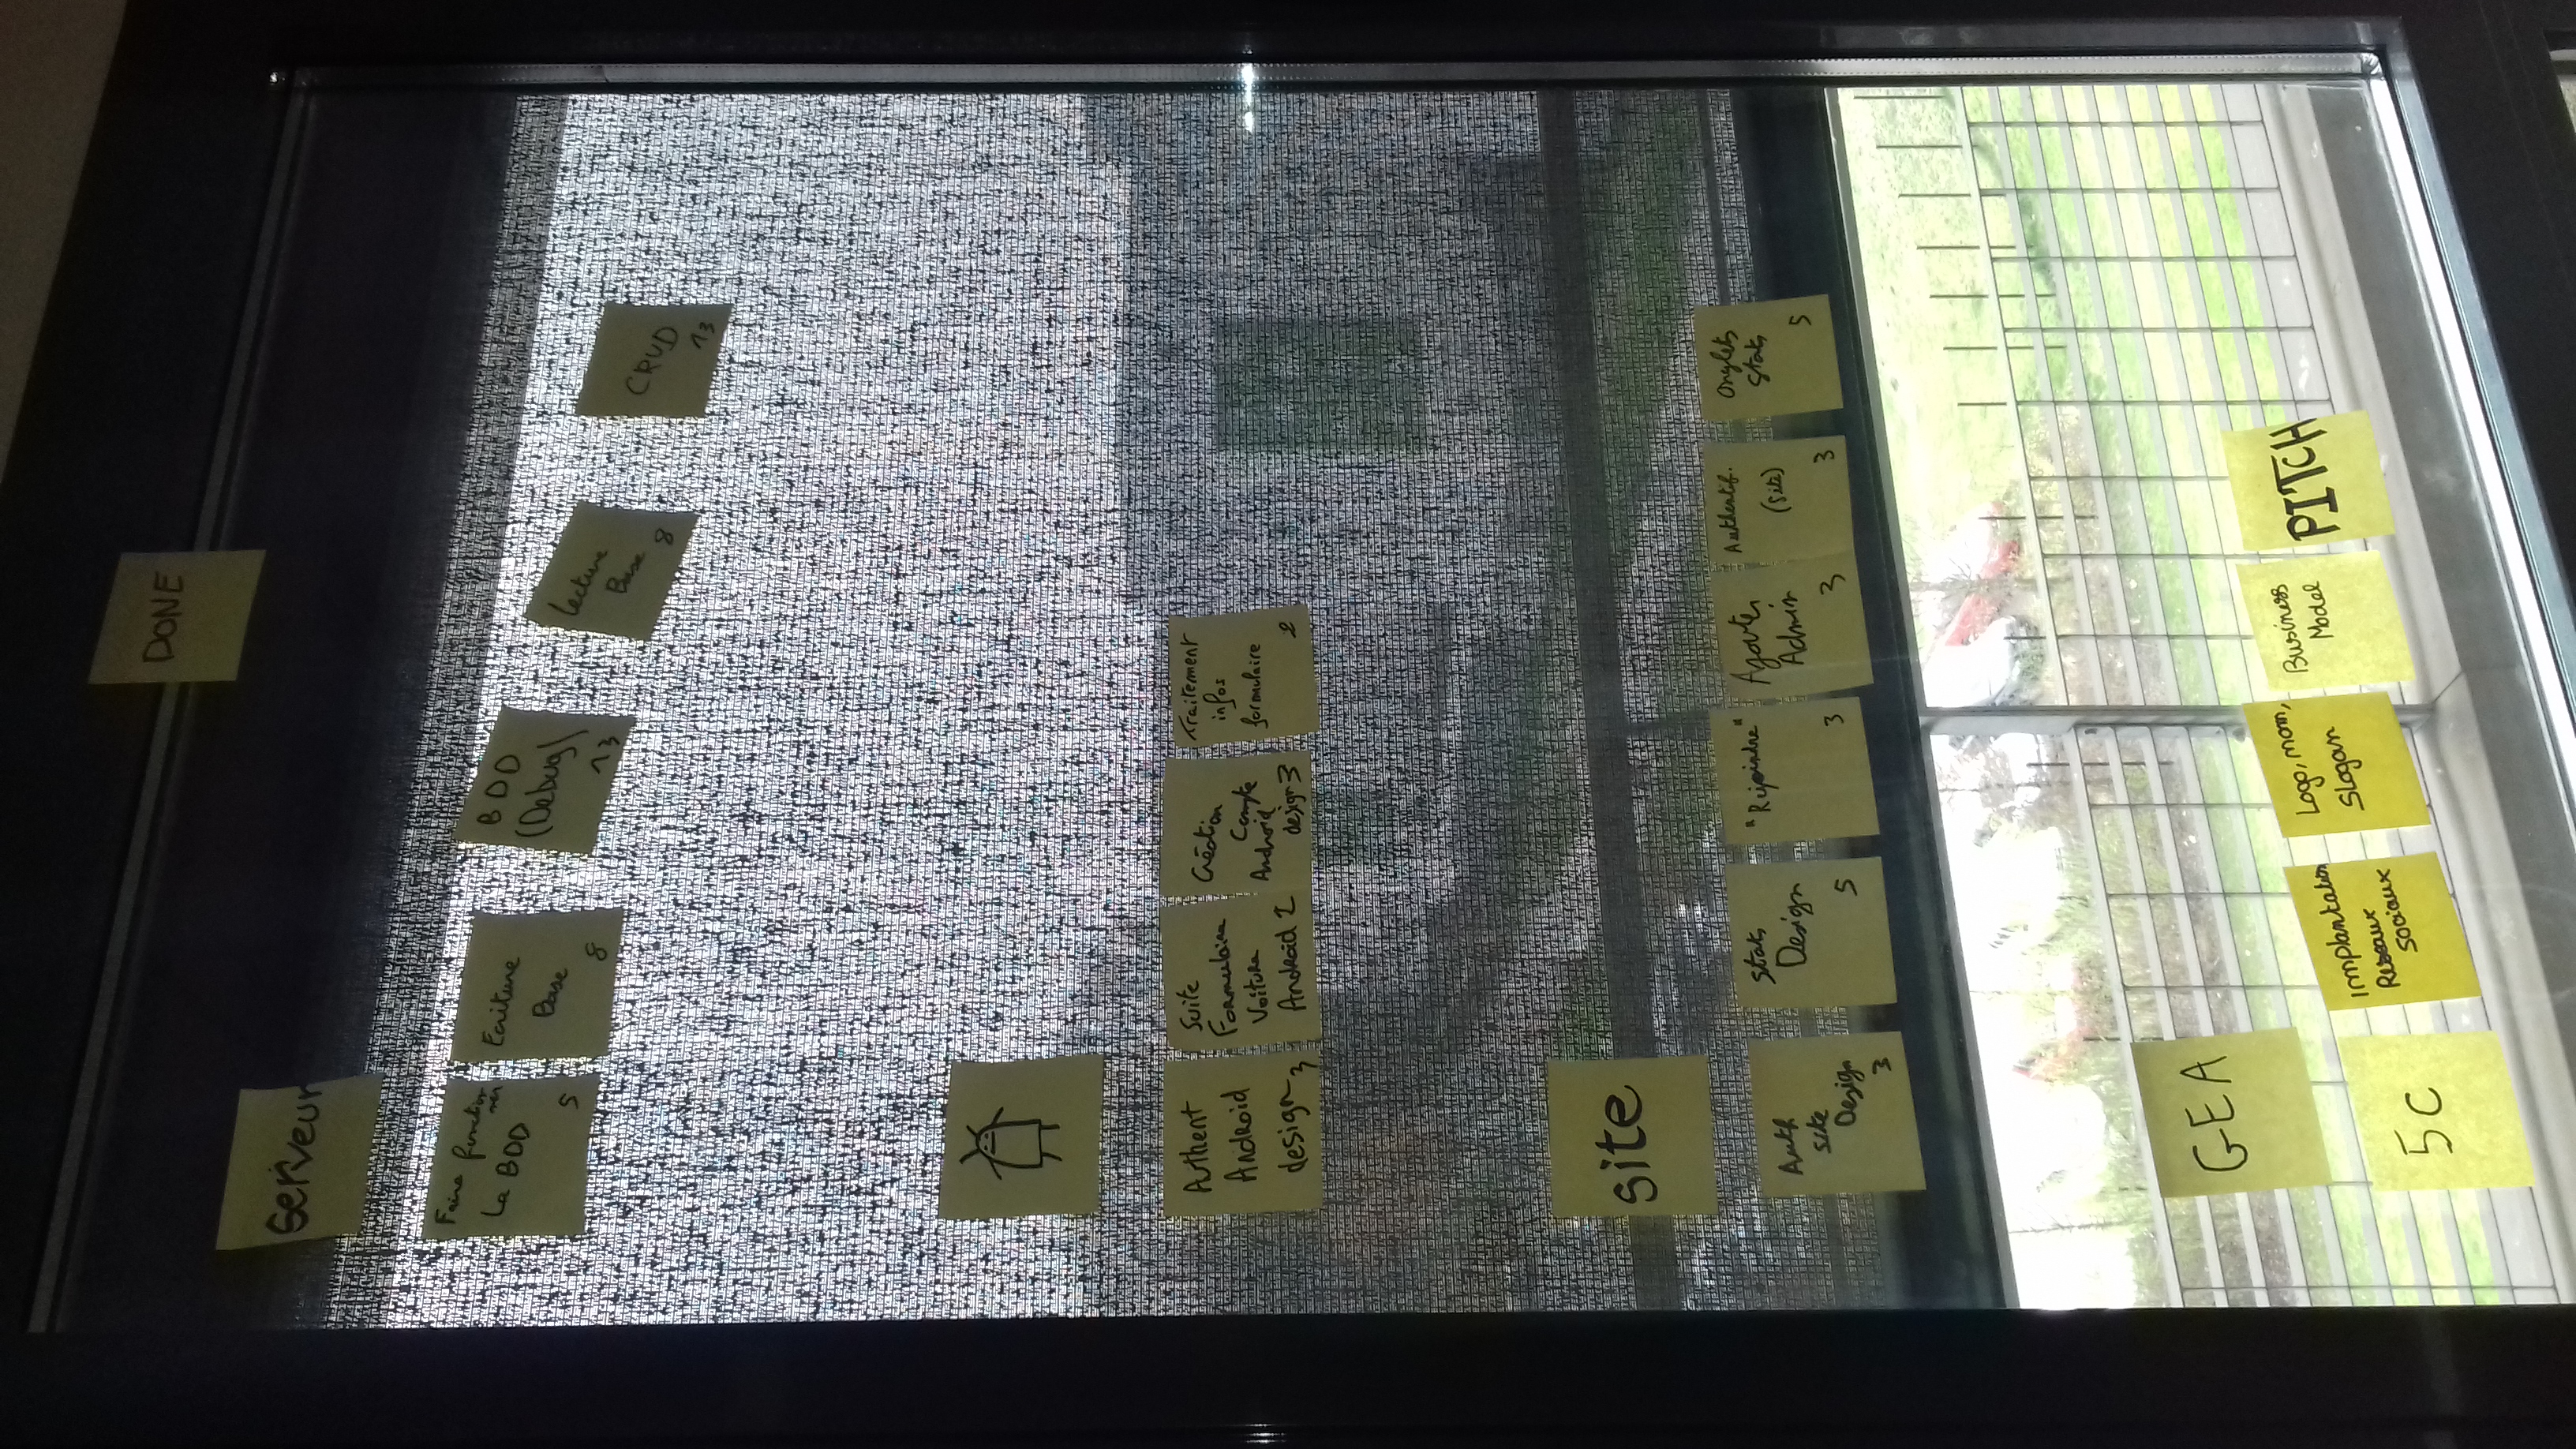 DONE
Serveur
Faire fonction
ner
La BDD
5
Ecriture
Base
8
BDD
(Debug)
13
Lecture
Base
8
CRUD
13
Authent
Android
design 3
Suite
Formulaire
Voiture
Android 2
Création
Compte
Android
design 3
Traitement
infos
formulaire
2
site
Auth
site
Design
3
Stats
Design
5
"Rejoindre"
3
Ajouter
Admin
3
Authentif.
(Site)
3
Onglets
Stats
5
GEA
5C
implantation
Reseaux
sociaux
Logo, nom,
Slogan
Business
Model
PITCH